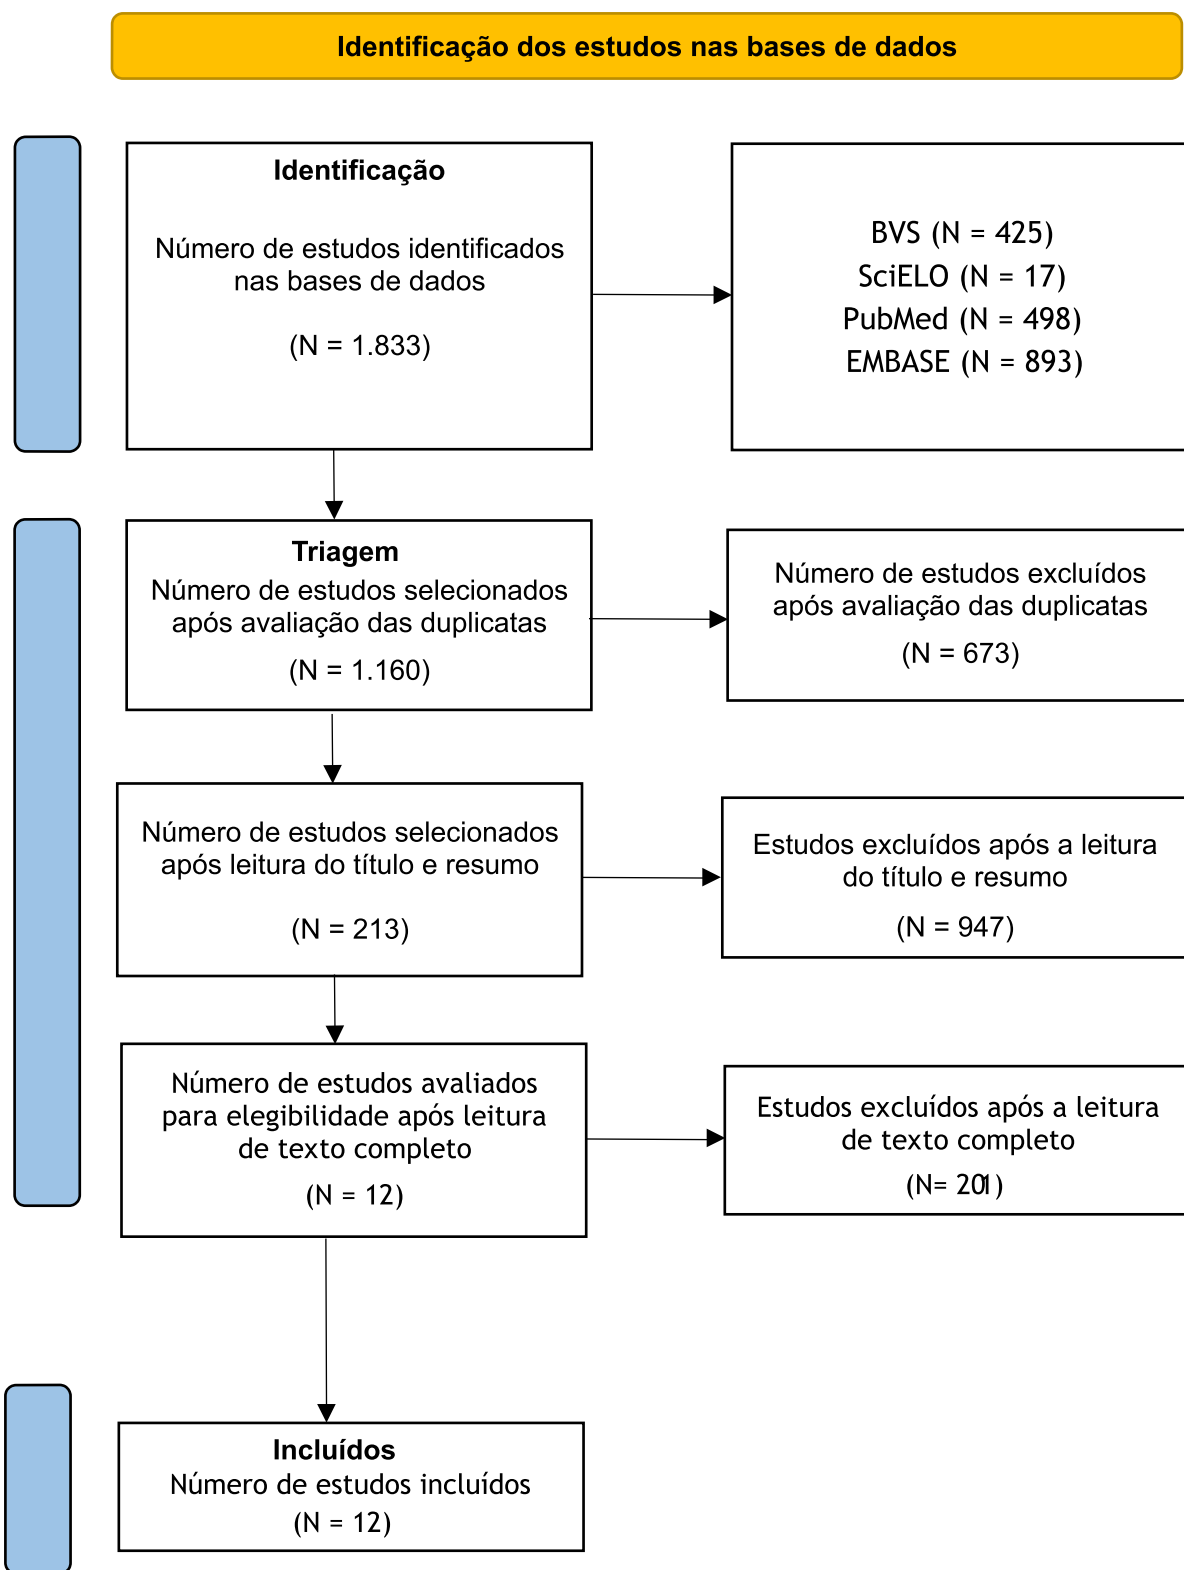 Identificação dos estudos nas bases de dados
Identificação
Número de estudos identificados
nas bases de dados
(N = 1.833)
BVS (N = 425)
SciELO (N = 17)
PubMed (N = 498)
EMBASE (N = 893)
Triagem
Número de estudos selecionados
após avaliação das duplicatas
(N = 1.160)
Número de estudos excluídos
após avaliação das duplicatas
(N = 673)
Número de estudos selecionados
após leitura do título e resumo
(N = 213)
Estudos excluídos após a leitura
do título e resumo
(N = 947)
Número de estudos avaliados
para elegibilidade após leitura
de texto completo
(N = 12)
Estudos excluídos após a leitura
de texto completo
(N= 201)
Incluídos
Número de estudos incluídos
(N = 12)